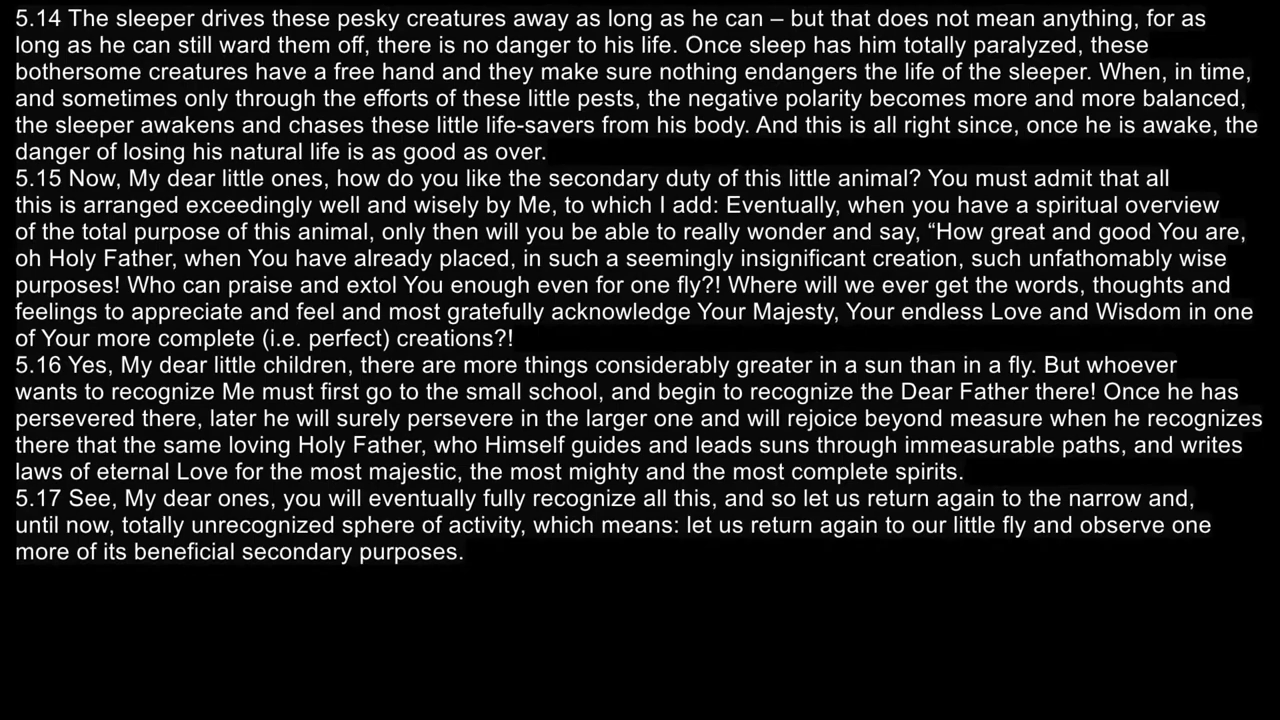 5.14 The sleeper drives these pesky creatures away as long as he can – but that does not mean anything, for as
long as he can still ward them off, there is no danger to his life. Once sleep has him totally paralyzed, these
bothersome creatures have a free hand and they make sure nothing endangers the life of the sleeper. When, in time,
and sometimes only through the efforts of these little pests, the negative polarity becomes more and more balanced,
the sleeper awakens and chases these little life-savers from his body. And this is all right since, once he is awake, the
danger of losing his natural life is as good as over.
5.15 Now, My dear little ones, how do you like the secondary duty of this little animal? You must admit that all
this is arranged exceedingly well and wisely by Me, to which I add: Eventually, when you have a spiritual overview
of the total purpose of this animal, only then will you be able to really wonder and say, “How great and good You are,
oh Holy Father, when You have already placed, in such a seemingly insignificant creation, such unfathomably wise
purposes! Who can praise and extol You enough even for one fly?! Where will we ever get the words, thoughts and
feelings to appreciate and feel and most gratefully acknowledge Your Majesty, Your endless Love and Wisdom in one
of Your more complete (i.e. perfect) creations?!
5.16 Yes, My dear little children, there are more things considerably greater in a sun than in a fly. But whoever
wants to recognize Me must first go to the small school, and begin to recognize the Dear Father there! Once he has
persevered there, later he will surely persevere in the larger one and will rejoice beyond measure when he recognizes
there that the same loving Holy Father, who Himself guides and leads suns through immeasurable paths, and writes
laws of eternal Love for the most majestic, the most mighty and the most complete spirits.
5.17 See, My dear ones, you will eventually fully recognize all this, and so let us return again to the narrow and,
until now, totally unrecognized sphere of activity, which means: let us return again to our little fly and observe one
more of its beneficial secondary purposes.